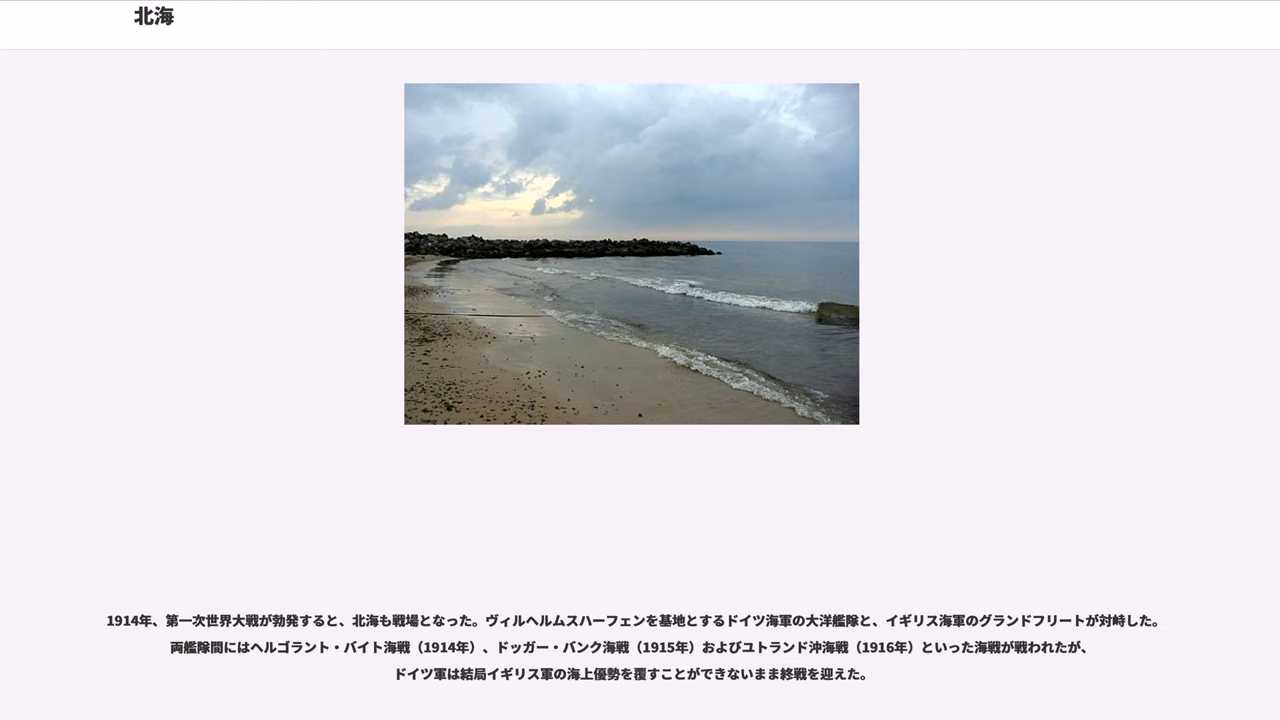 北海
1914年、第一次世界大戦が勃発すると、北海も戦場となった。ヴィルヘルムスハーフェンを基地とするドイツ海軍の大洋艦隊と、イギリス海軍のグランドフリートが対峙した。
両艦隊間にはヘルゴラント・バイト海戦（1914年）、ドッガー・バンク海戦（1915年）およびユトランド沖海戦（1916年）といった海戦が戦われたが、
ドイツ軍は結局イギリス軍の海上優勢を覆すことができないまま終戦を迎えた。